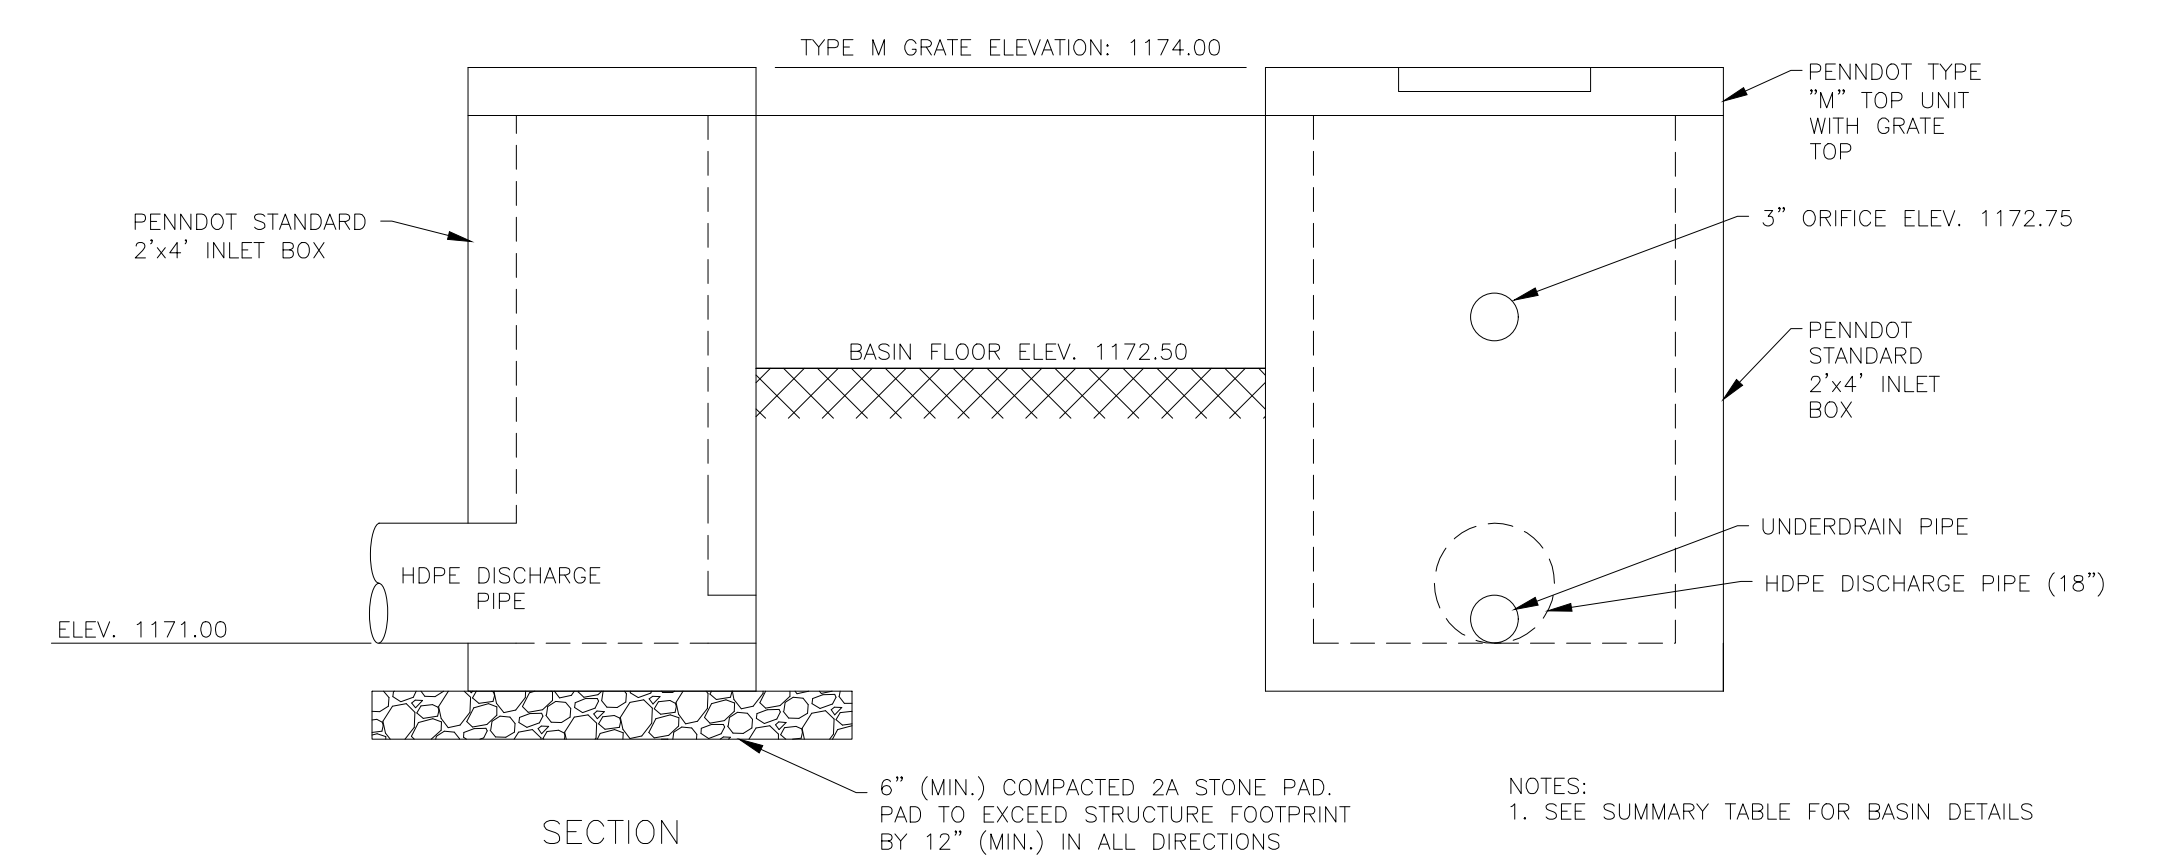 TYPE M GRATE ELEVATION: 1174.00
PENNDOT TYPE
"M" TOP UNIT
WITH GRATE
TOP
PENNDOT STANDARD
2'x4' INLET BOX
3" ORIFICE ELEV. 1172.75
BASIN FLOOR ELEV. 1172.50
PENNDOT
STANDARD
2'x4' INLET
BOX
UNDERDRAIN PIPE
HDPE DISCHARGE
PIPE
HDPE DISCHARGE PIPE (18")
ELEV. 1171.00
6" (MIN.) COMPACTED 2A STONE PAD.
PAD TO EXCEED STRUCTURE FOOTPRINT
BY 12" (MIN.) IN ALL DIRECTIONS
NOTES:
1. SEE SUMMARY TABLE FOR BASIN DETAILS
SECTION